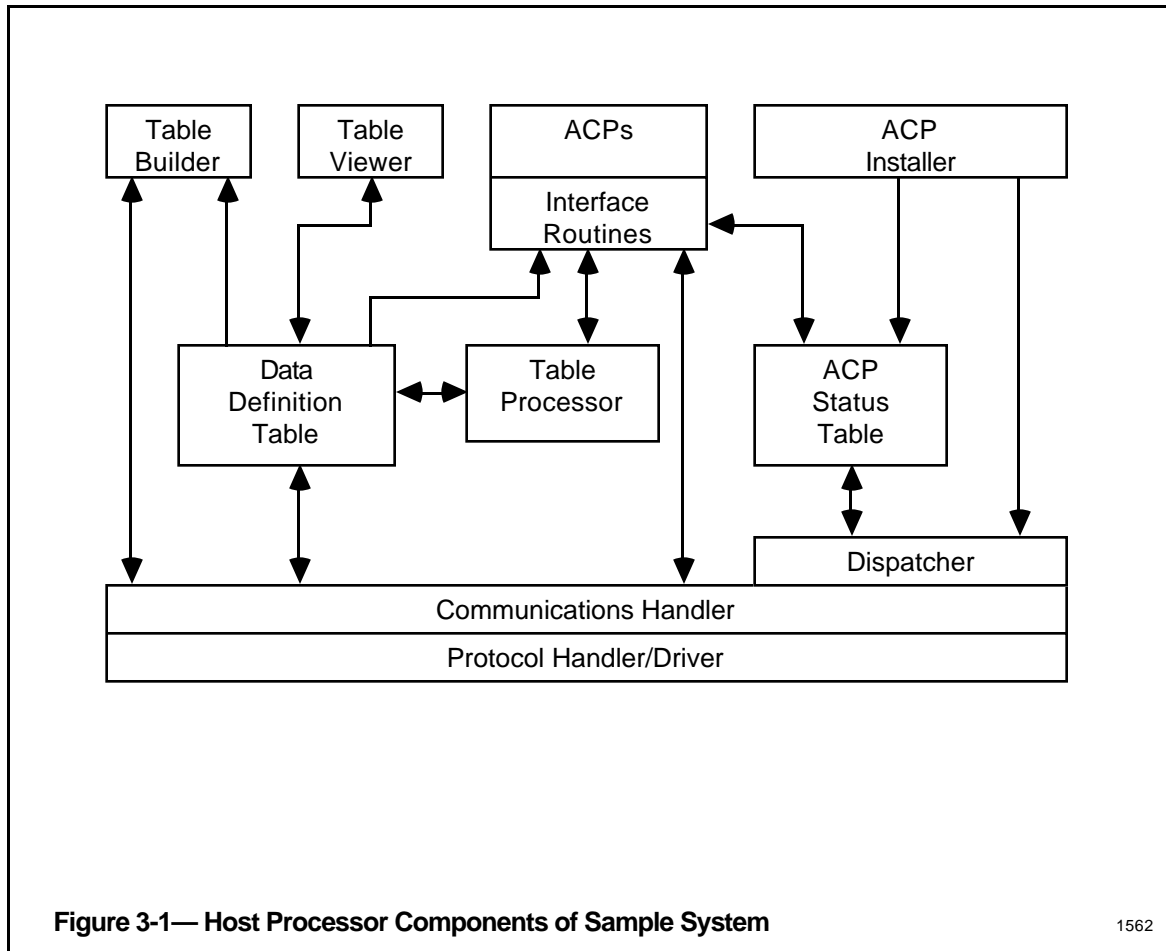 Table
Builder
Table
Viewer
ACPs
ACP
Installer
Interface
Routines
Data
Definition
Table
Table
Processor
ACP
Status
Table
Dispatcher
Communications Handler
Protocol Handler/Driver
Figure 3-1— Host Processor Components of Sample System
1562